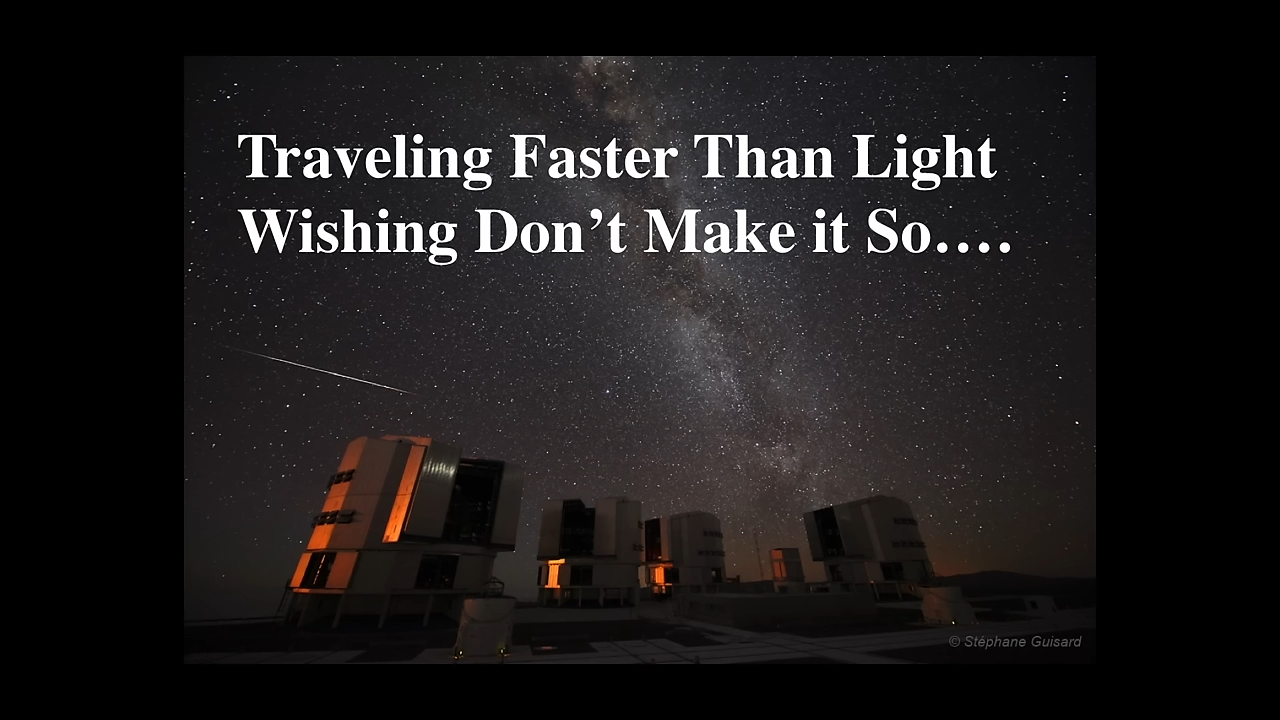 Traveling Faster Than Light
Wishing Don’t Make it So….
© Stéphane Guisard